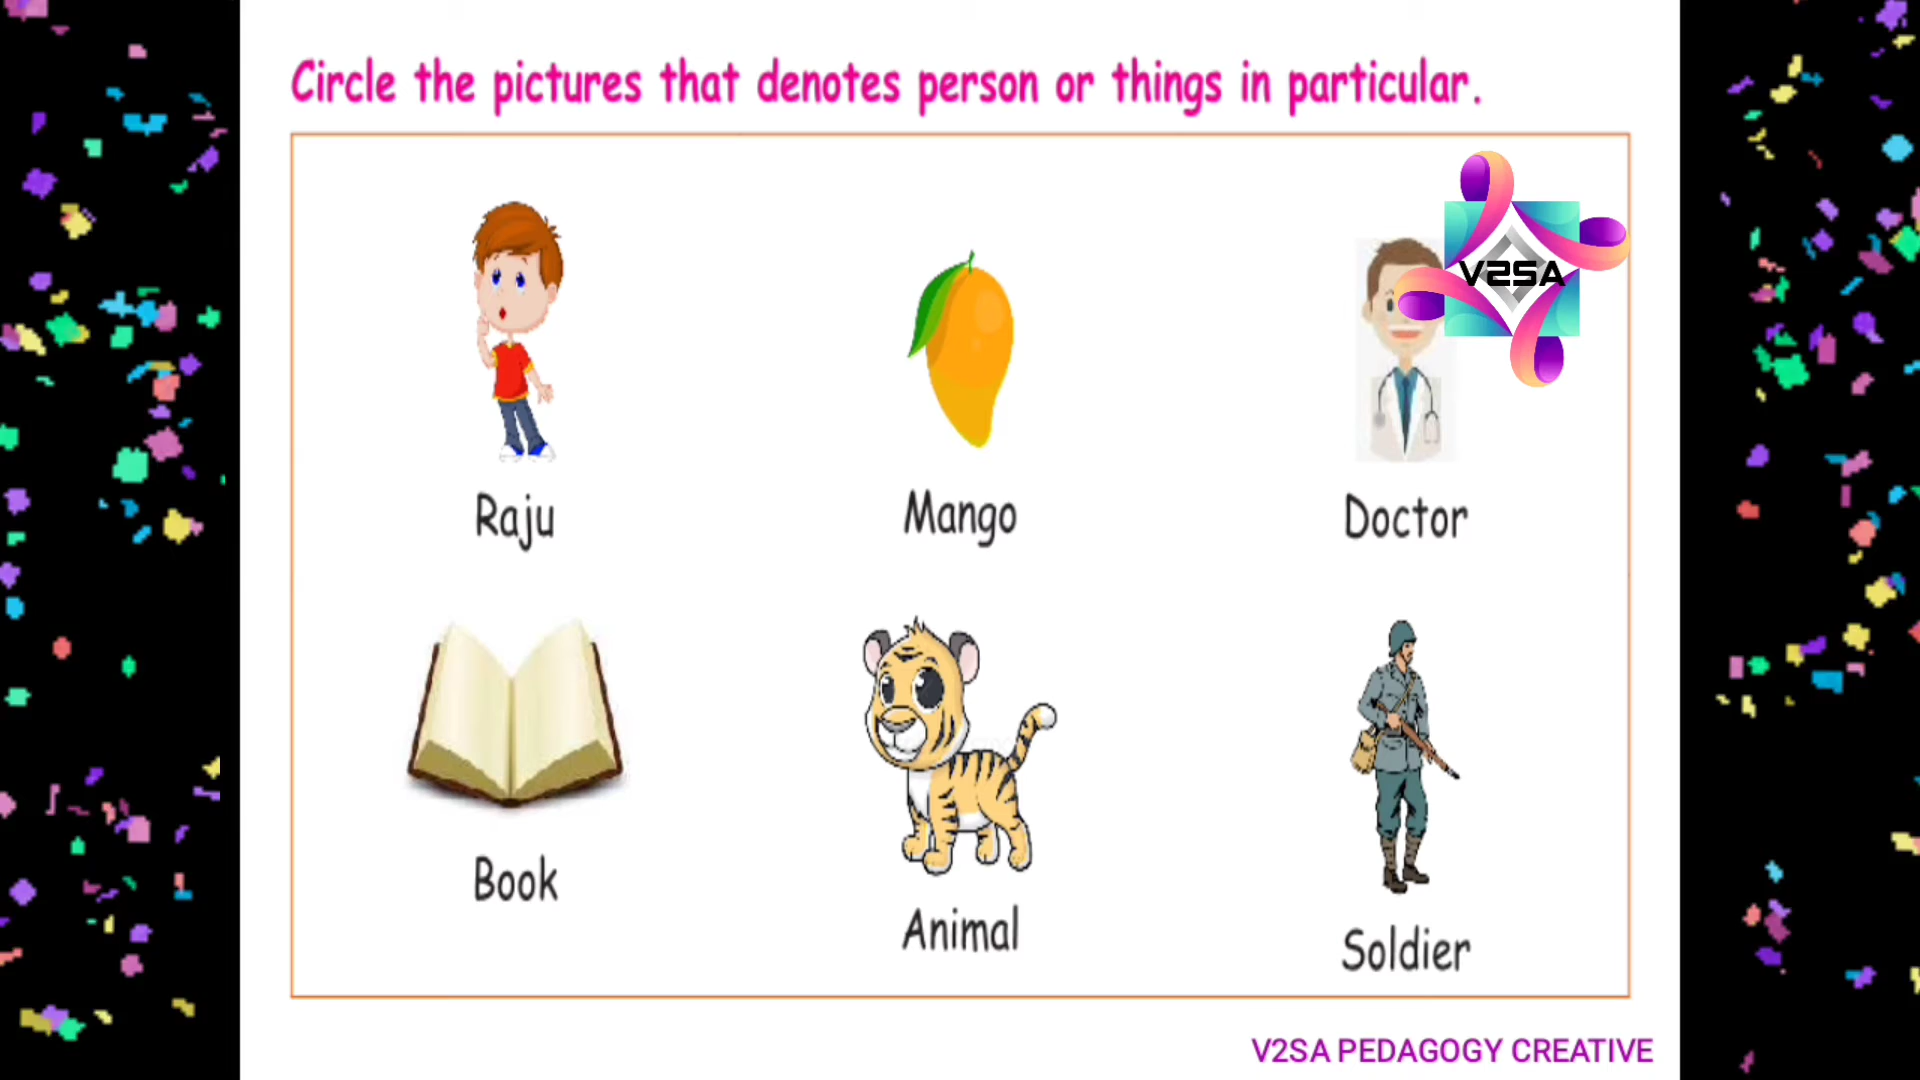 Circle the pictures that denotes person or things in particular.
V2SA
Raju
Mango
Doctor
Book
Animal
Soldier
V2SA PEDAGOGY CREATIVE